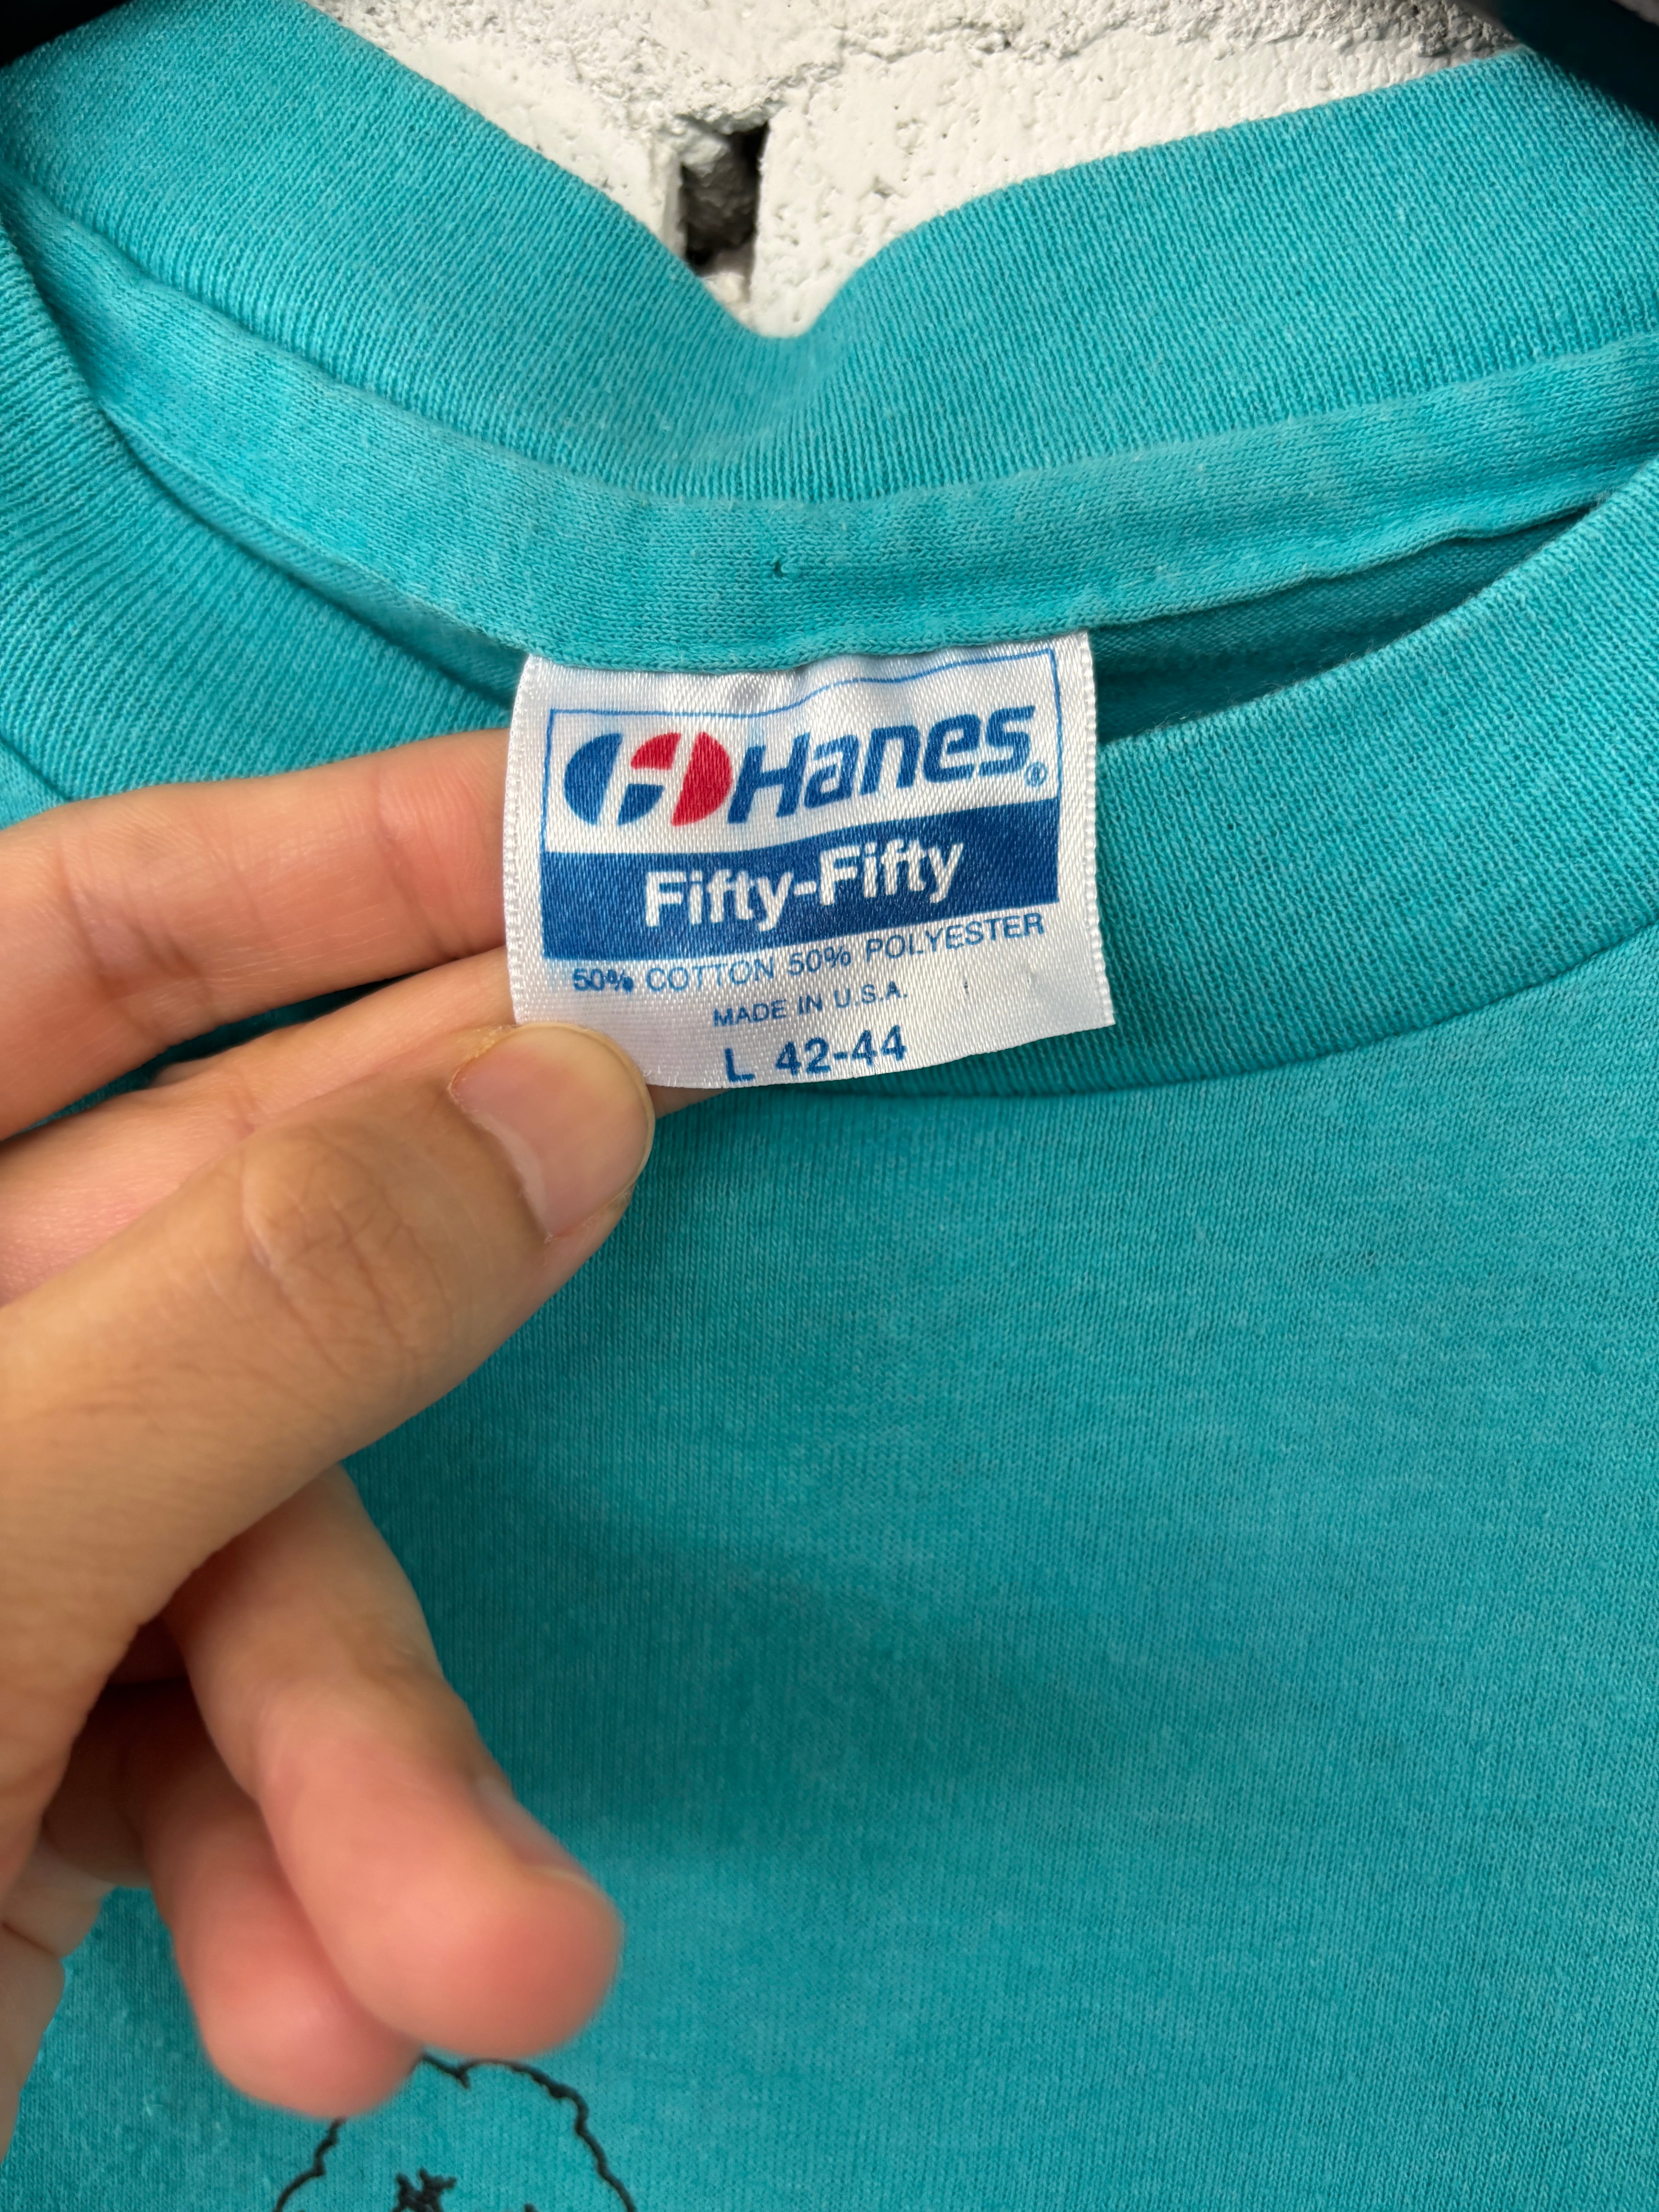 Hanes®
Fifty-Fifty
50% COTTON 50% POLYESTER
MADE IN U.S.A.
L 42-44